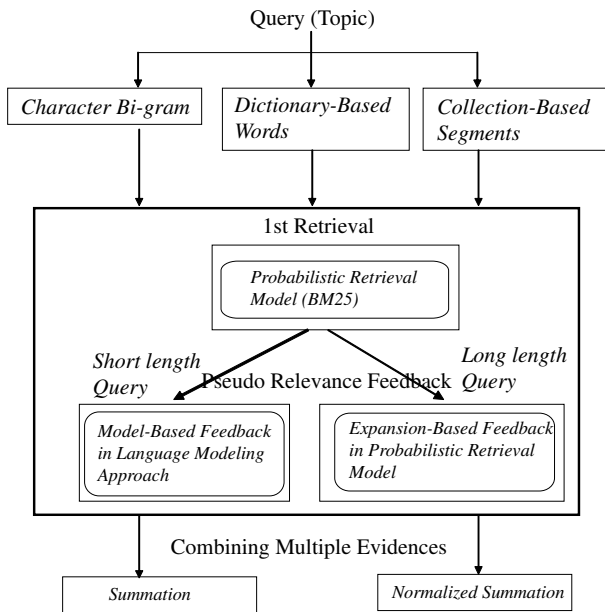 Query (Topic)
Character Bi-gram
Dictionary-Based
Words
Collection-Based
Segments
1st Retrieval
Probabilistic Retrieval
Model (BM25)
Short length
Query
Long length
Query
Pseudo Relevance Feedback
Model-Based Feedback
in Language Modeling
Approach
Expansion-Based Feedback
in Probabilistic Retrieval
Model
Combining Multiple Evidences
Summation
Normalized Summation